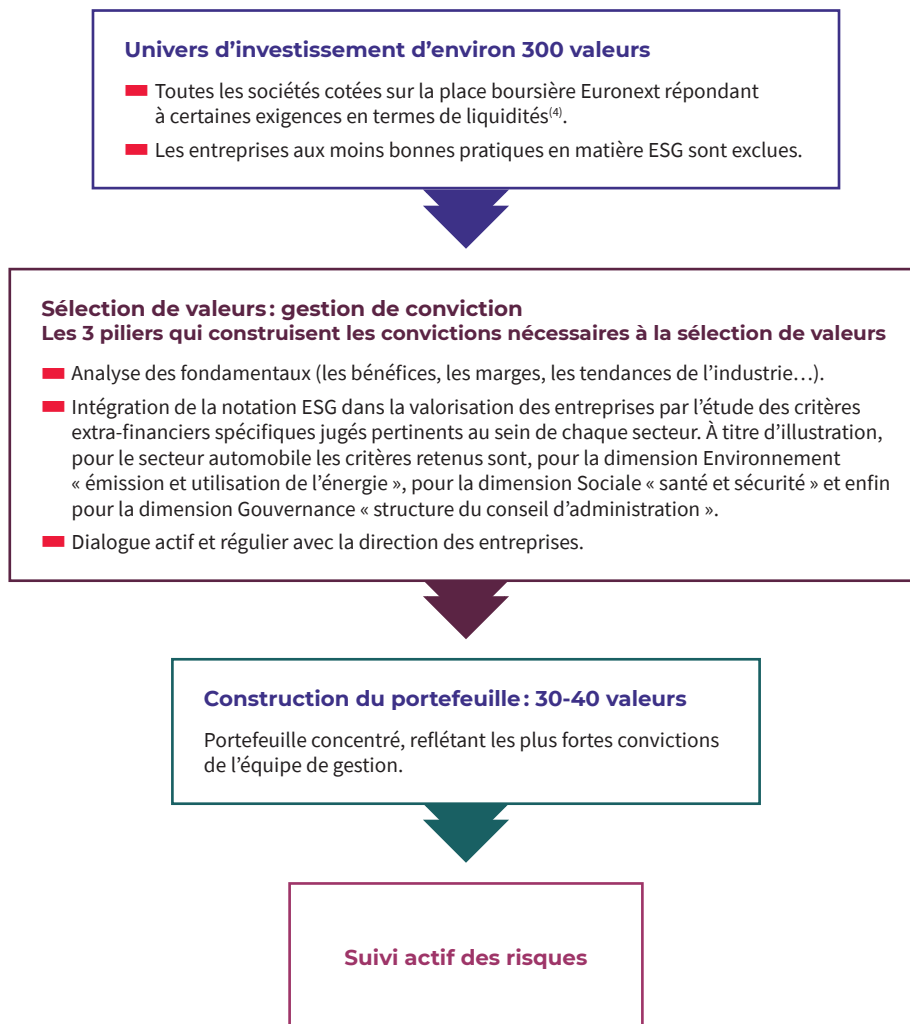 Univers d’investissement d’environ 300 valeurs
Toutes les sociétés cotées sur la place boursière Euronext répondant
à certaines exigences en termes de liquidités(4).
Les entreprises aux moins bonnes pratiques en matière ESG sont exclues.
Sélection de valeurs : gestion de conviction
Les 3 piliers qui construisent les convictions nécessaires à la sélection de valeurs
Analyse des fondamentaux (les bénéfices, les marges, les tendances de l’industrie…).
Intégration de la notation ESG dans la valorisation des entreprises par l’étude des critères
extra-financiers spécifiques jugés pertinents au sein de chaque secteur. À titre d’illustration,
pour le secteur automobile les critères retenus sont, pour la dimension Environnement
« émission et utilisation de l’énergie », pour la dimension Sociale « santé et sécurité » et enfin
pour la dimension Gouvernance « structure du conseil d’administration ».
Dialogue actif et régulier avec la direction des entreprises.
Construction du portefeuille : 30-40 valeurs
Portefeuille concentré, reflétant les plus fortes convictions
de l’équipe de gestion.
Suivi actif des risques